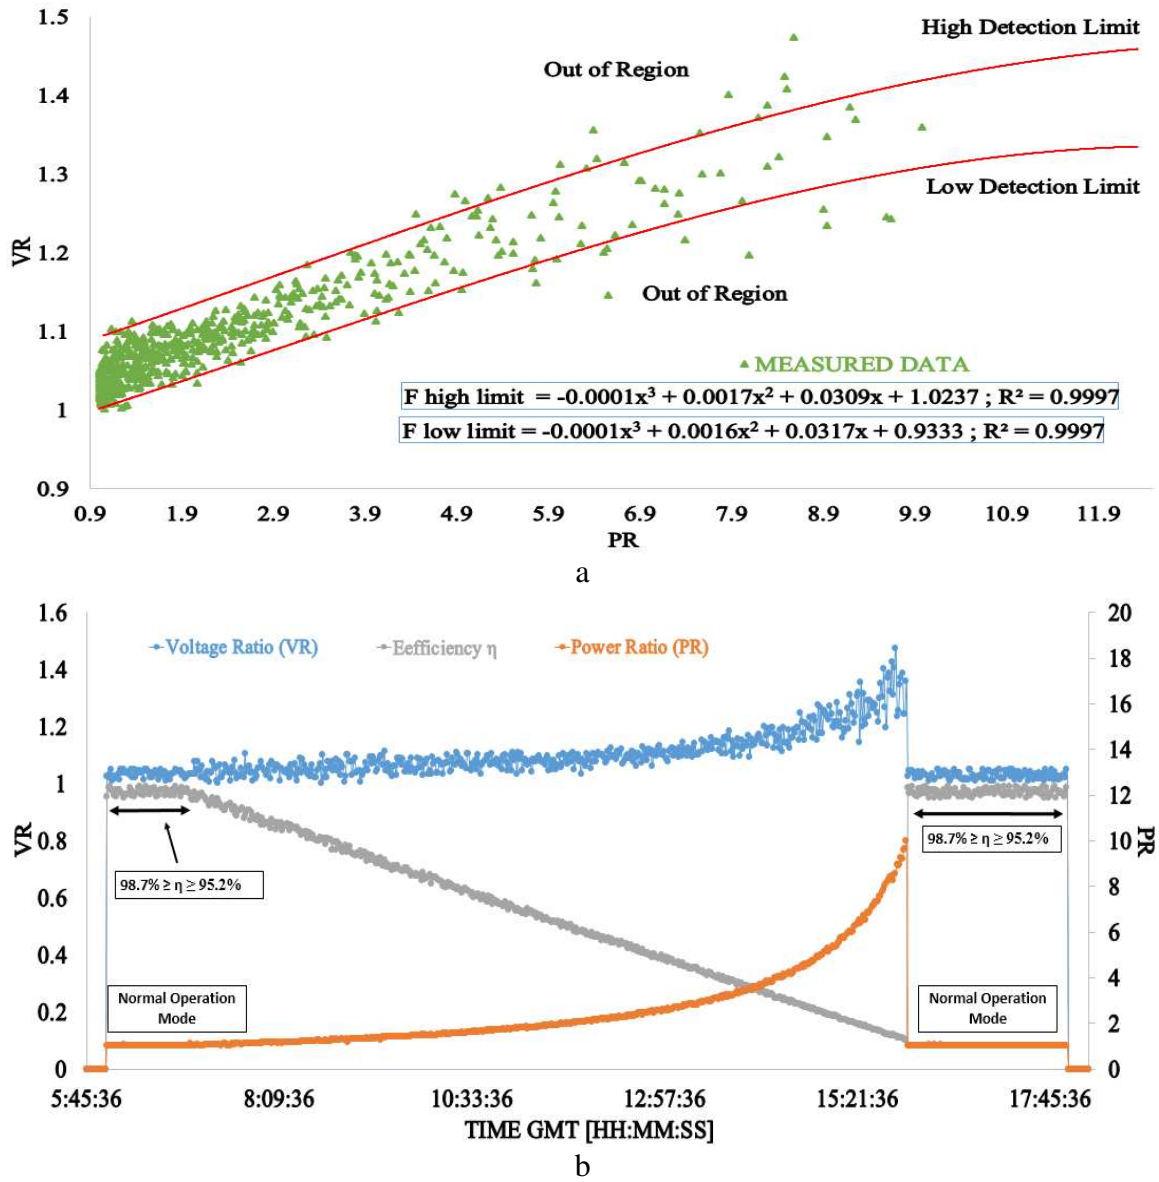 1.5
High Detection Limit
Out of Region
1.4
1.3
Low Detection Limit
VR
1.2
Out of Region
1.1
MEASURED DATA
F high limit = -0.0001x³ + 0.0017x² + 0.0309x + 1.0237 ; R² = 0.9997
1
F low limit = -0.0001x³ + 0.0016x² + 0.0317x + 0.9333 ; R² = 0.9997
0.9
0.9 1.9 2.9 3.9 4.9 5.9 6.9 7.9 8.9 9.9 10.9 11.9
PR
a
1.6 20
Voltage Ratio (VR) Eefficiency η Power Ratio (PR)
1.4 18
16
1.2 14
1 12
98.7% ≥ η ≥ 95.2%
VR 0.8 10 PR
98.7% ≥ η ≥ 95.2%
8
0.6
6
0.4
4
Normal Operation Mode
Normal Operation Mode
0.2 2
0 0
5:45:36 8:09:36 10:33:36 12:57:36 15:21:36 17:45:36
TIME GMT [HH:MM:SS]
b